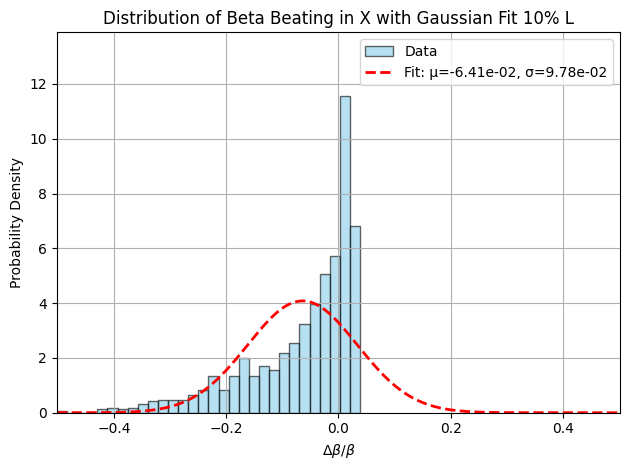 Distribution of Beta Beating in X with Gaussian Fit 10% L
Data
Fit: μ=-6.41e-02, σ=9.78e-02
Probability Density
12
10
8
6
4
2
0
−0.4
−0.2
0.0
0.2
0.4
Δβ/β